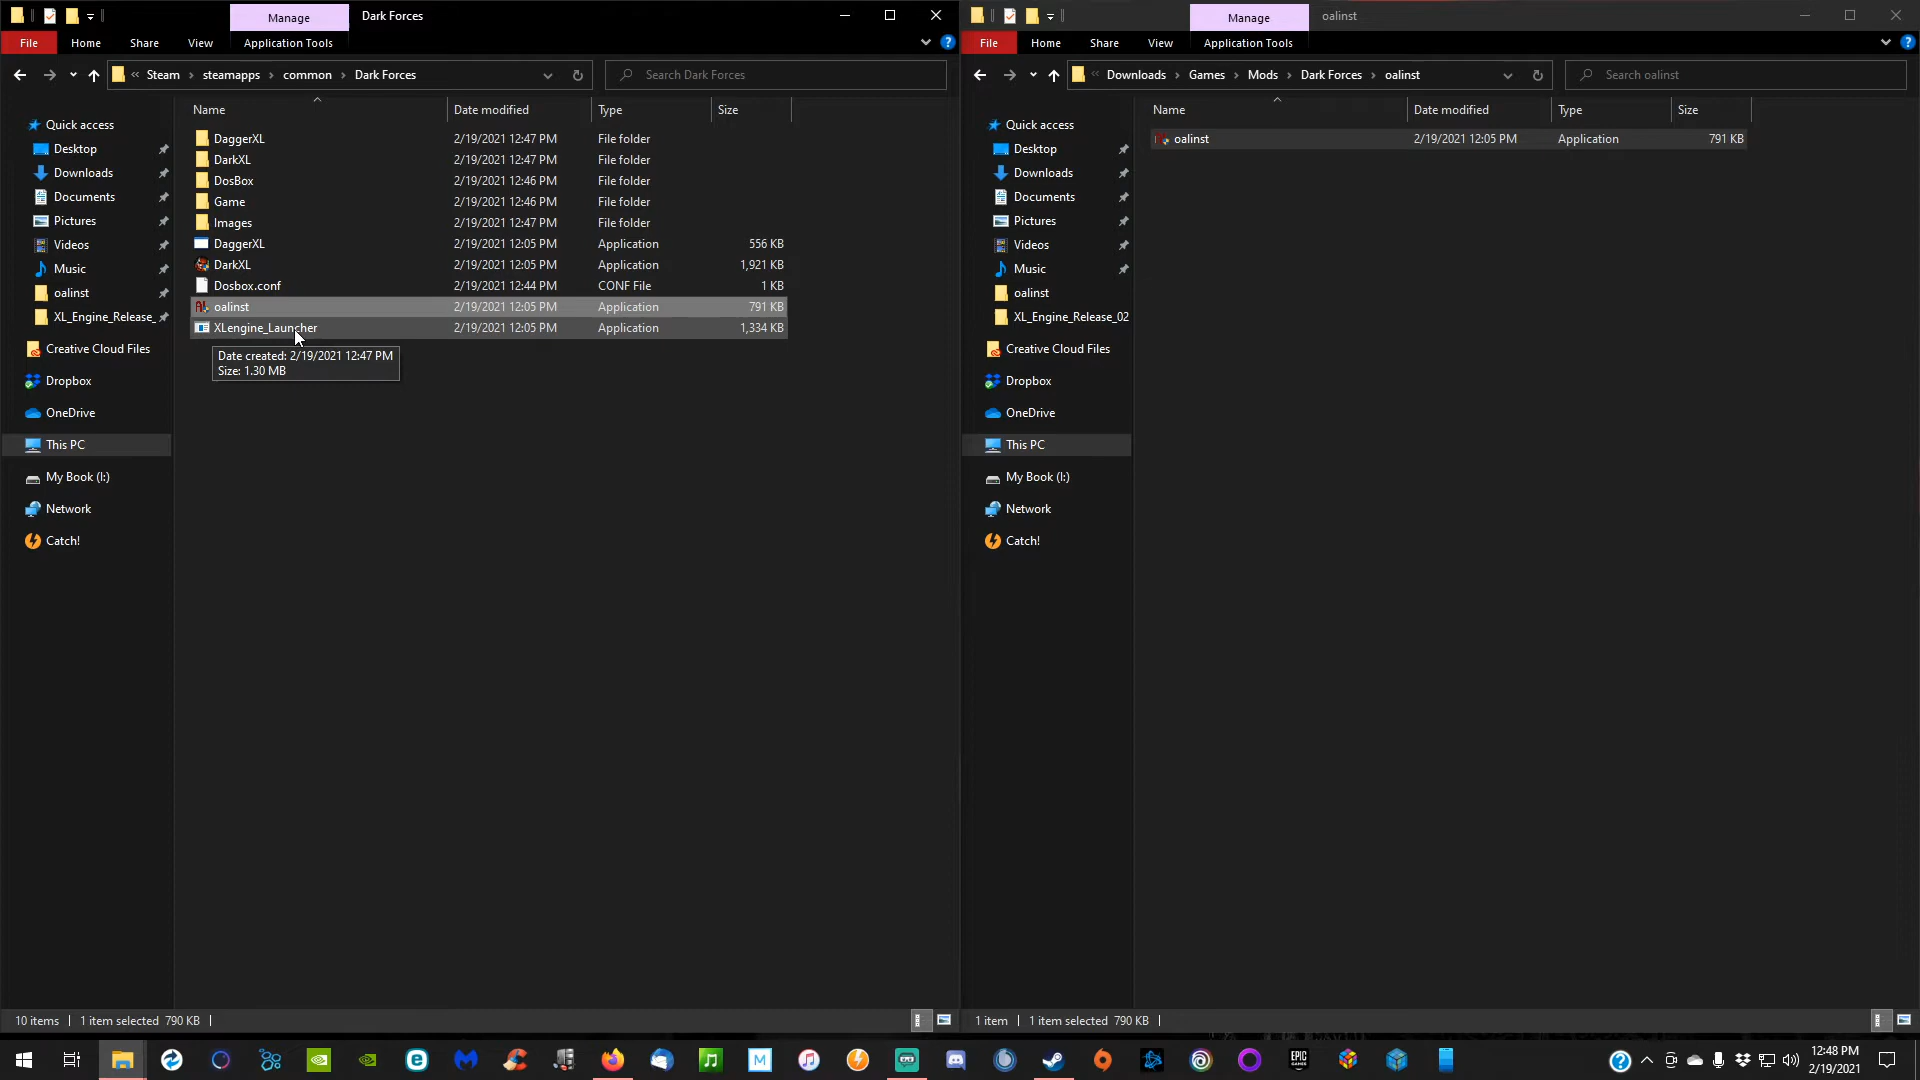 Manage
Dark Forces
File
Home
Share
View
Application Tools
Steam
steamapps
common
Dark Forces
Search Dark Forces
Name
Date modified
Type
Size
Quick access
Desktop
Downloads
Documents
Pictures
Videos
Music
oalinst
XL_Engine_Release_
Creative Cloud Files
Dropbox
OneDrive
This PC
My Book (I:)
Network
Catch!
DaggerXL 2/19/2021 12:47 PM File folder
DarkXL 2/19/2021 12:47 PM File folder
DosBox 2/19/2021 12:46 PM File folder
Game 2/19/2021 12:46 PM File folder
Images 2/19/2021 12:47 PM File folder
DaggerXL 2/19/2021 12:05 PM Application 556 KB
DarkXL 2/19/2021 12:05 PM Application 1,921 KB
Dosbox.conf 2/19/2021 12:44 PM CONF File 1 KB
oalinst 2/19/2021 12:05 PM Application 791 KB
XLengine_Launcher 2/19/2021 12:05 PM Application 1,334 KB
Date created: 2/19/2021 12:47 PM
Size: 1.30 MB
10 items
1 item selected 790 KB
Manage
oalinst
File
Home
Share
View
Application Tools
Downloads
Games
Mods
Dark Forces
oalinst
Search oalinst
Name
Date modified
Type
Size
Quick access
Desktop
Downloads
Documents
Pictures
Videos
Music
oalinst
XL_Engine_Release_02
Creative Cloud Files
Dropbox
OneDrive
This PC
My Book (I:)
Network
Catch!
oalinst 2/19/2021 12:05 PM Application 791 KB
1 item
1 item selected 790 KB
EPIC
GAMES
12:48 PM
2/19/2021